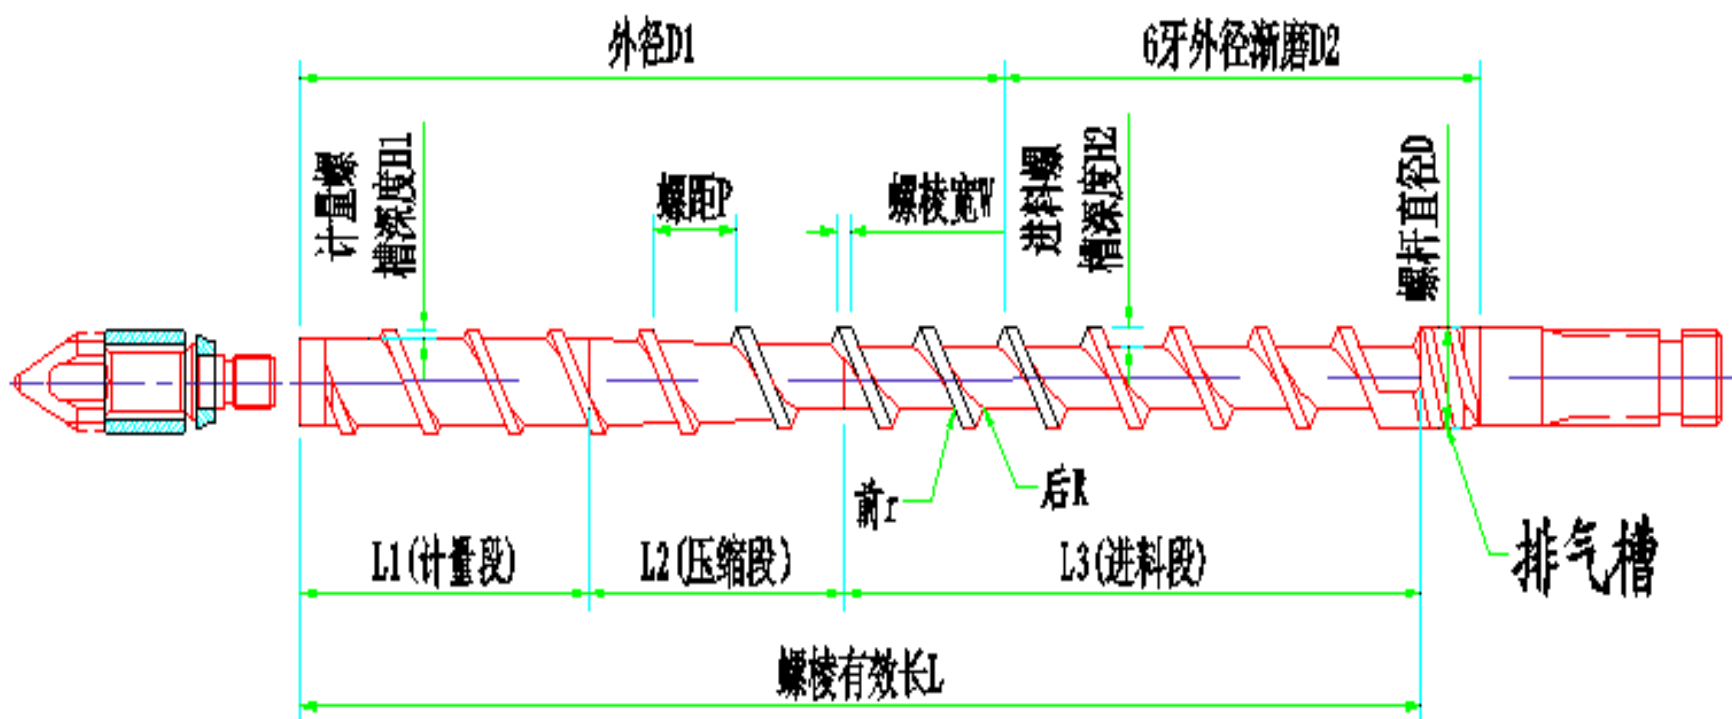 外径D1
6牙外径渐磨D2
计量螺
槽深度H1
螺距P
螺棱宽W
进料螺
槽深度H2
螺杆直径D
前r
后R
排气槽
L1(计量段)
L2(压缩段)
L3(进料段)
螺棱有效长L